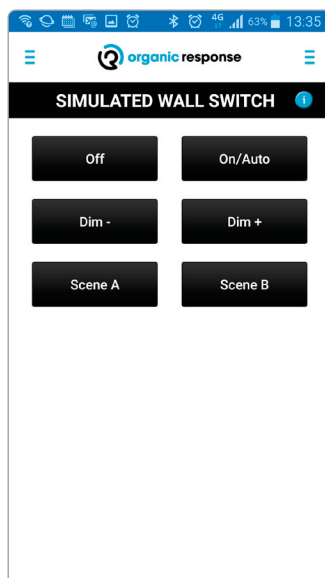 4G 63% 13:35
organic response
SIMULATED WALL SWITCH i
Off On/Auto
Dim - Dim +
Scene A Scene B